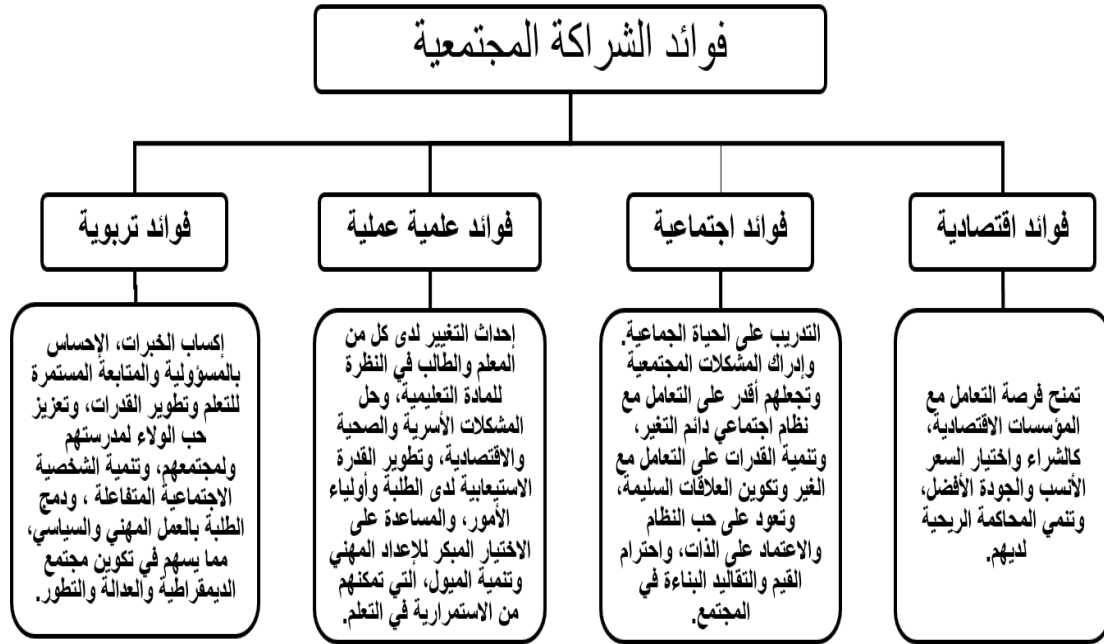 فوائد الشراكة المجتمعية
فوائد اقتصادية
تمنح فرصة التعامل مع
المؤسسات الاقتصادية،
كالشراء واختيار السعر
الأنسب والجودة الأفضل،
وتنمي المحاكمة الربحية
لديهم.
فوائد اجتماعية
التدريب على الحياة الجماعية.
وإدراك المشكلات المجتمعية
وتجعلهم أقدر على التعامل مع
نظام اجتماعي دائم التغير،
وتنمية القدرات على التعامل مع
الغير وتكوين العلاقات السليمة،
وتعود على حب النظام
والاعتماد على الذات، واحترام
القيم والتقاليد البناءة في
المجتمع.
فوائد علمية عملية
إحداث التغيير لدى كل من
المعلم والطالب في النظرة
للمادة التعليمية، وحل
المشكلات الأسرية والصحية
والاقتصادية، وتطوير القدرة
الاستيعابية لدى الطلبة وأولياء
الأمور، والمساعدة على
الاختيار المبكر للإعداد المهني
وتنمية الميول، التي تمكنهم
من الاستمرارية في التعلم.
فوائد تربوية
إكساب الخبرات، الإحساس
بالمسؤولية والمتابعة المستمرة
للتعلم وتطوير القدرات، وتعزيز
حب الولاء لمدرستهم
ولمجتمعهم، وتنمية الشخصية
الاجتماعية المتفاعلة ، ودمج
الطلبة بالعمل المهني والسياسي،
مما يسهم في تكوين مجتمع
الديمقراطية والعدالة والتطور.